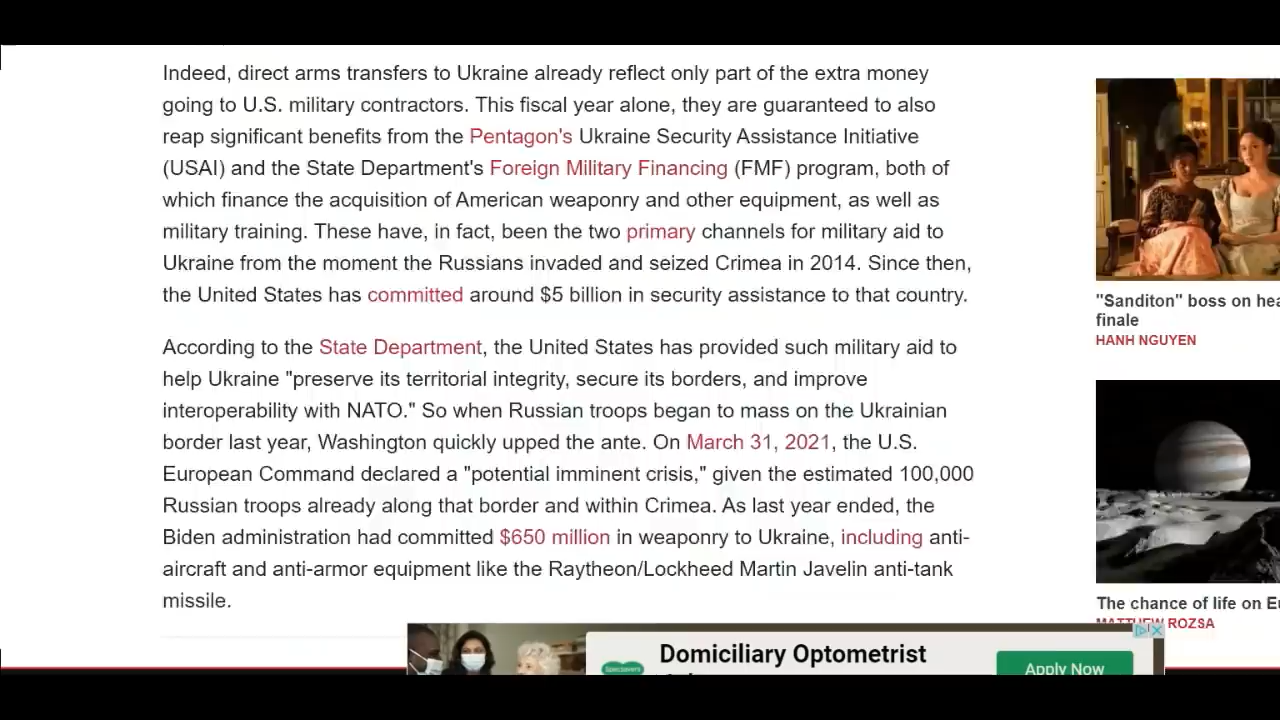 Indeed, direct arms transfers to Ukraine already reflect only part of the extra money
going to U.S. military contractors. This fiscal year alone, they are guaranteed to also
reap significant benefits from the Pentagon's Ukraine Security Assistance Initiative
(USAI) and the State Department's Foreign Military Financing (FMF) program, both of
which finance the acquisition of American weaponry and other equipment, as well as
military training. These have, in fact, been the two primary channels for military aid to
Ukraine from the moment the Russians invaded and seized Crimea in 2014. Since then,
the United States has committed around $5 billion in security assistance to that country.
According to the State Department, the United States has provided such military aid to
help Ukraine "preserve its territorial integrity, secure its borders, and improve
interoperability with NATO." So when Russian troops began to mass on the Ukrainian
border last year, Washington quickly upped the ante. On March 31, 2021, the U.S.
European Command declared a "potential imminent crisis," given the estimated 100,000
Russian troops already along that border and within Crimea. As last year ended, the
Biden administration had committed $650 million in weaponry to Ukraine, including anti-
aircraft and anti-armor equipment like the Raytheon/Lockheed Martin Javelin anti-tank
missile.
"Sanditon" boss on hea
finale
HANH NGUYEN
The chance of life on E
MATTHEW ROZSA
Domiciliary Optometrist
Specsavers
Apply Now